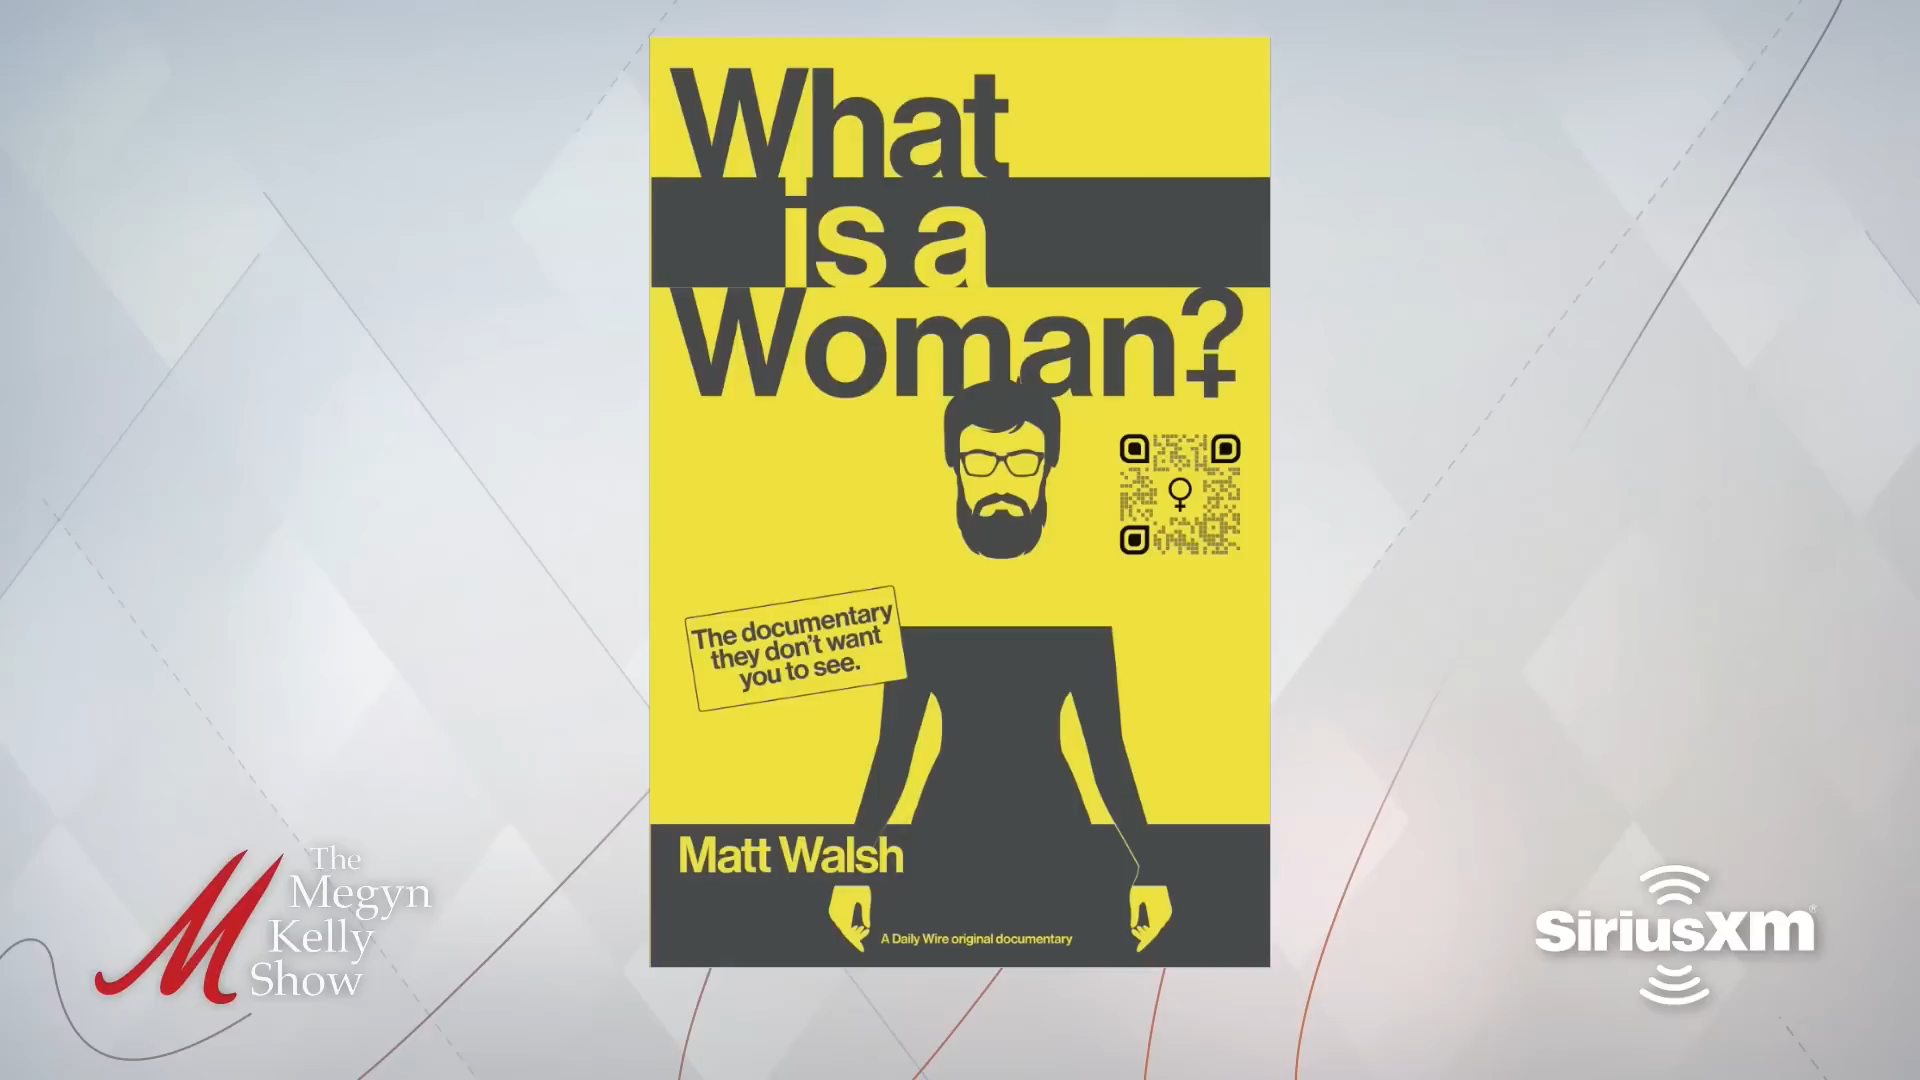 What
is a
Woman?
The documentary
they don't want
you to see.
Matt Walsh
A Daily Wire original documentary
The
Megyn
Kelly
Show
SiriusXM